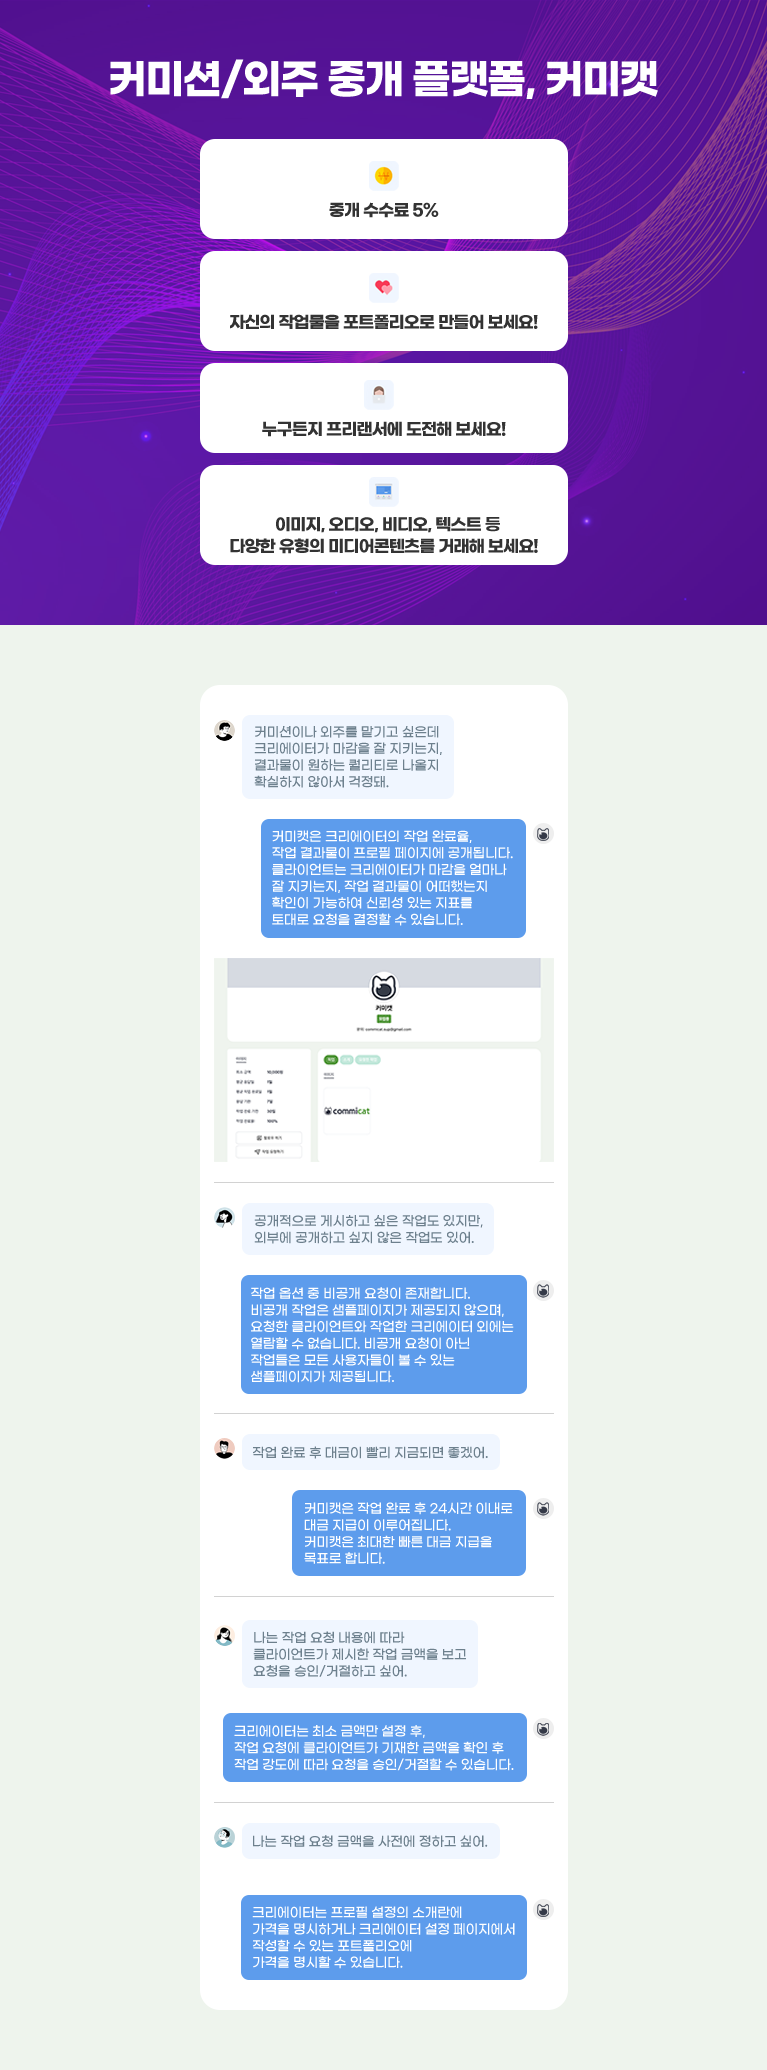 커미션/외주 중개 플랫폼, 커미캣
중개 수수료 5%
자신의 작업물을 포트폴리오로 만들어 보세요!
누구든지 프리랜서에 도전해 보세요!
이미지, 오디오, 비디오, 텍스트 등
다양한 유형의 미디어콘텐츠를 거래해 보세요!
커미션이나 외주를 맡기고 싶은데
크리에이터가 마감을 잘 지키는지,
결과물이 원하는 퀄리티로 나올지
확실하지 않아서 걱정돼.
커미캣은 크리에이터의 작업 완료율,
작업 결과물이 프로필 페이지에 공개됩니다.
클라이언트는 크리에이터가 마감을 얼마나
잘 지키는지, 작업 결과물이 어떠했는지
확인이 가능하여 신뢰성 있는 지표를
토대로 요청을 결정할 수 있습니다.
커미캣
최소 금액 10,000원
commicat
100%
공개적으로 게시하고 싶은 작업도 있지만,
외부에 공개하고 싶지 않은 작업도 있어.
작업 옵션 중 비공개 요청이 존재합니다.
비공개 작업은 샘플페이지가 제공되지 않으며,
요청한 클라이언트와 작업한 크리에이터 외에는
열람할 수 없습니다. 비공개 요청이 아닌
작업들은 모든 사용자들이 볼 수 있는
샘플페이지가 제공됩니다.
작업 완료 후 대금이 빨리 지급되면 좋겠어.
커미캣은 작업 완료 후 24시간 이내로
대금 지급이 이루어집니다.
커미캣은 최대한 빠른 대금 지급을
목표로 합니다.
나는 작업 요청 내용에 따라
클라이언트가 제시한 작업 금액을 보고
요청을 승인/거절하고 싶어.
크리에이터는 최소 금액만 설정 후,
작업 요청에 클라이언트가 기재한 금액을 확인 후
작업 강도에 따라 요청을 승인/거절할 수 있습니다.
나는 작업 요청 금액을 사전에 정하고 싶어.
크리에이터는 프로필 설정의 소개란에
가격을 명시하거나 크리에이터 설정 페이지에서
작성할 수 있는 포트폴리오에
가격을 명시할 수 있습니다.